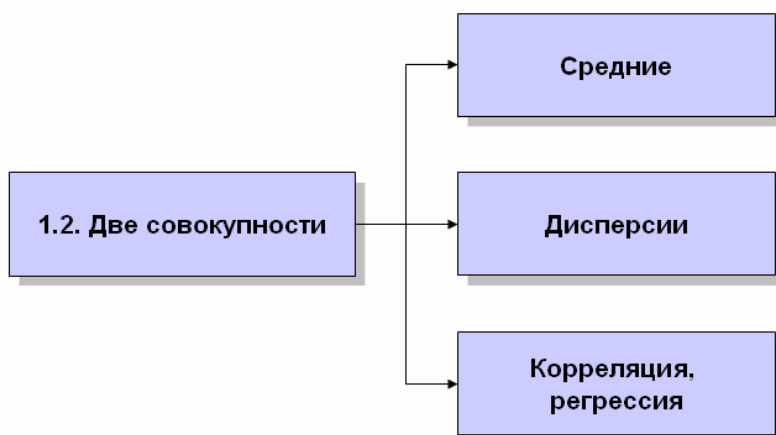 Средние
1.2. Две совокупности
Дисперсии
Корреляция,
регрессия